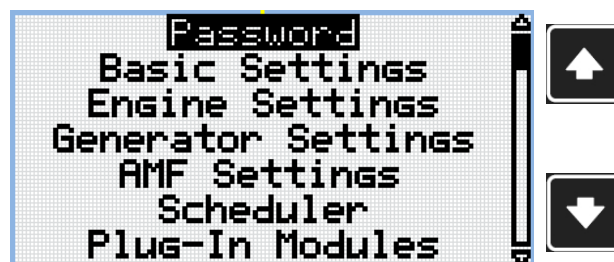 Password
Basic Settings
Engine Settings
Generator Settings
AMF Settings
Scheduler
Plug-In Modules